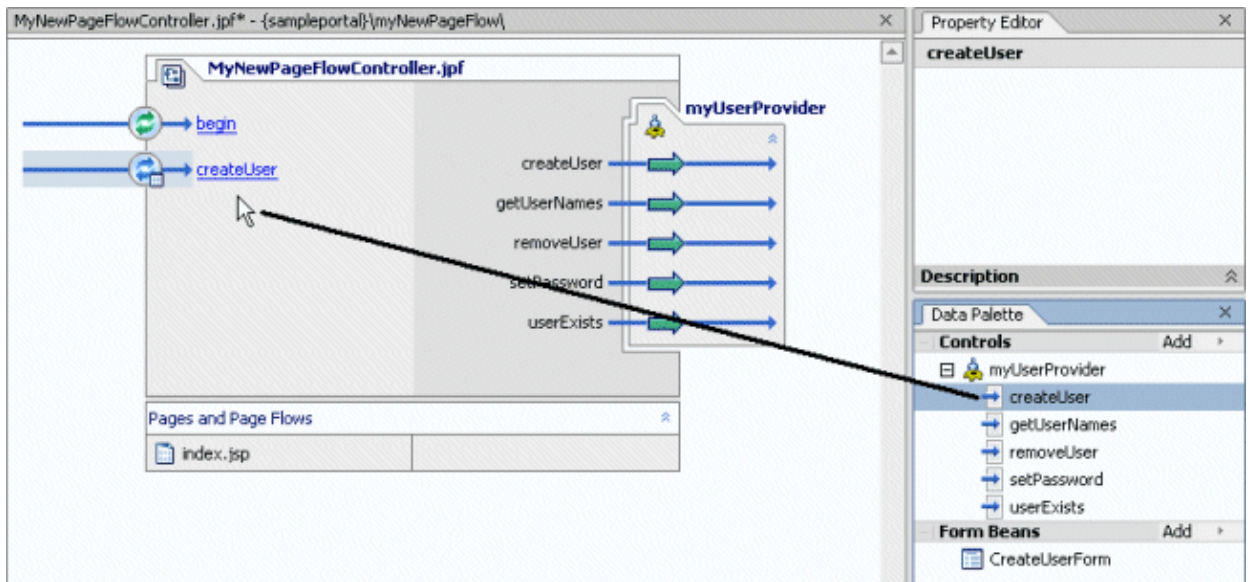 MyNewPageFlowController.jpf* - {sampleportal}\myNewPageFlow\
MyNewPageFlowController.jpf
begin
createUser
myUserProvider
createUser
getUserNames
removeUser
setPassword
userExists
Pages and Page Flows
index.jsp
Property Editor
createUser
Description
Data Palette
Controls Add
myUserProvider
createUser
getUserNames
removeUser
setPassword
userExists
Form Beans Add
CreateUserForm